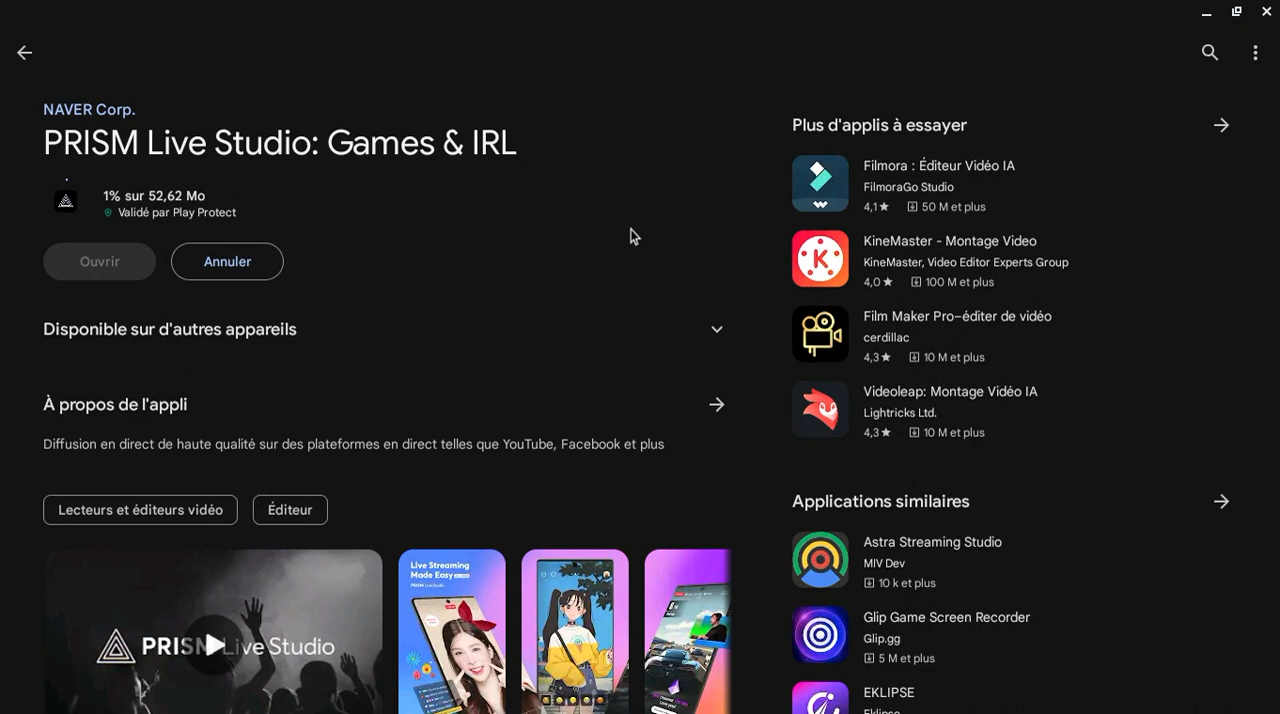 NAVER Corp.
PRISM Live Studio: Games & IRL
1% sur 52,62 Mo
Validé par Play Protect
Ouvrir
Annuler
Disponible sur d'autres appareils
À propos de l'appli
Diffusion en direct de haute qualité sur des plateformes en direct telles que YouTube, Facebook et plus
Lecteurs et éditeurs vidéo
Éditeur
PRISM Live Studio
Live Streaming
Made Easy
Plus d'applis à essayer
Filmora : Éditeur Vidéo IA
FilmoraGo Studio
4,1★ 50 M et plus
KineMaster - Montage Video
KineMaster, Video Editor Experts Group
4,0★ 100 M et plus
Film Maker Pro–éditer de vidéo
cerdillac
4,3★ 10 M et plus
Videoleap: Montage Vidéo IA
Lightricks Ltd.
4,3★ 10 M et plus
Applications similaires
Astra Streaming Studio
MIV Dev
10 k et plus
Glip Game Screen Recorder
Glip.gg
5 M et plus
EKLIPSE
Eklipse